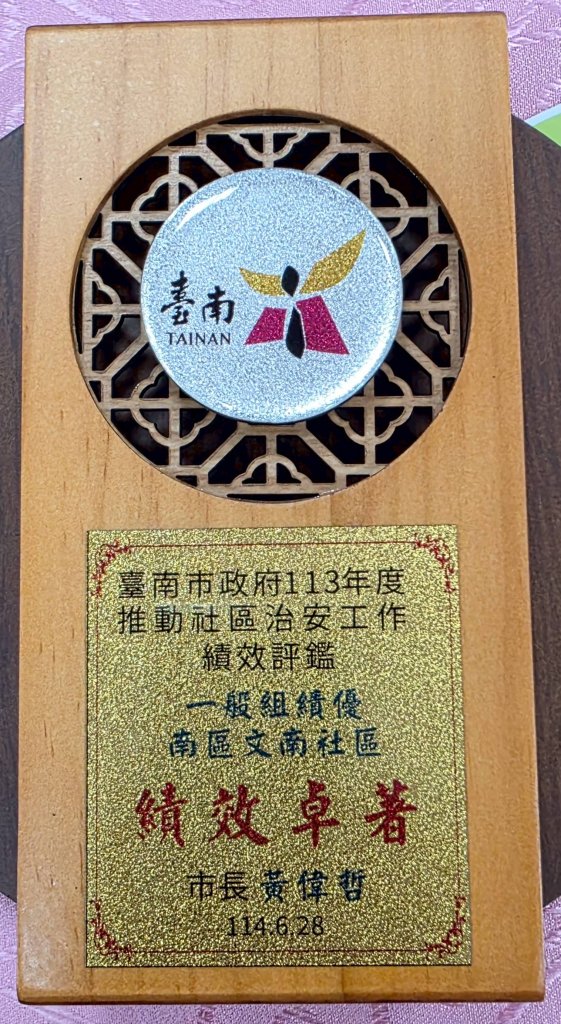 臺南
TAINAN
臺南市政府113年度
推動社區治安工作
績效評鑑
一般組績優
南區文南社區
績效卓著
市長 黃偉哲
114.6.28